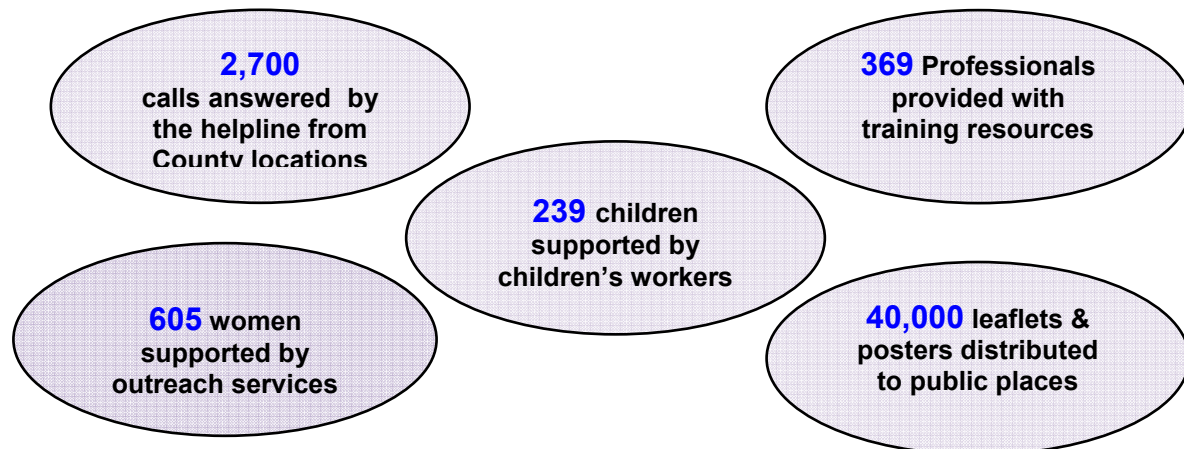 2,700
calls answered by
the helpline from
County locations
369 Professionals
provided with
training resources
239 children
supported by
children’s workers
605 women
supported by
outreach services
40,000 leaflets &
posters distributed
to public places